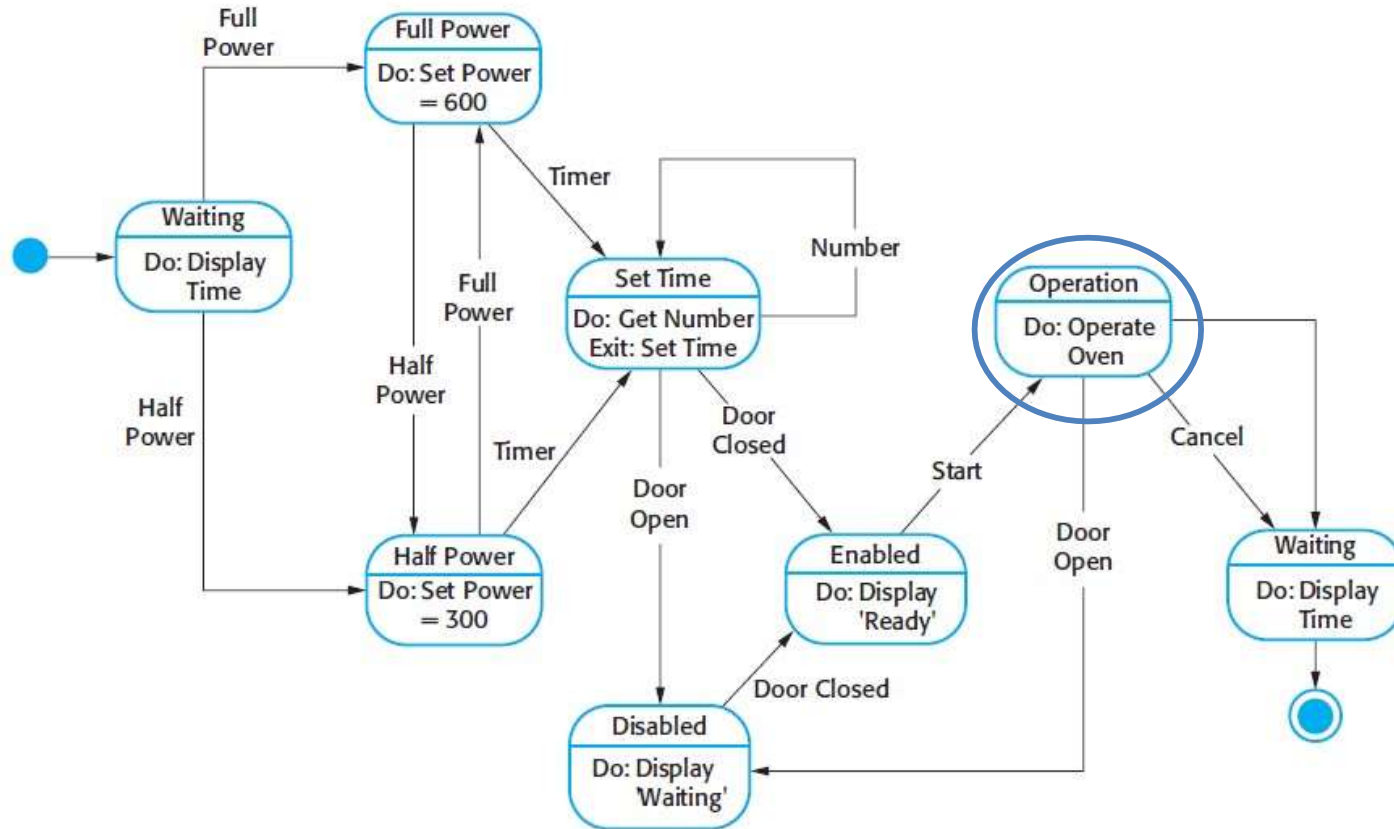 Full
Power
Full Power
Do: Set Power
= 600
Timer
Waiting
Do: Display
Time
Number
Full
Power
Set Time
Do: Get Number
Exit: Set Time
Operation
Do: Operate
Oven
Half
Power
Half
Power
Timer
Door
Closed
Cancel
Start
Door
Open
Door
Open
Half Power
Do: Set Power
= 300
Enabled
Do: Display
'Ready'
Waiting
Do: Display
Time
Door Closed
Disabled
Do: Display
'Waiting'